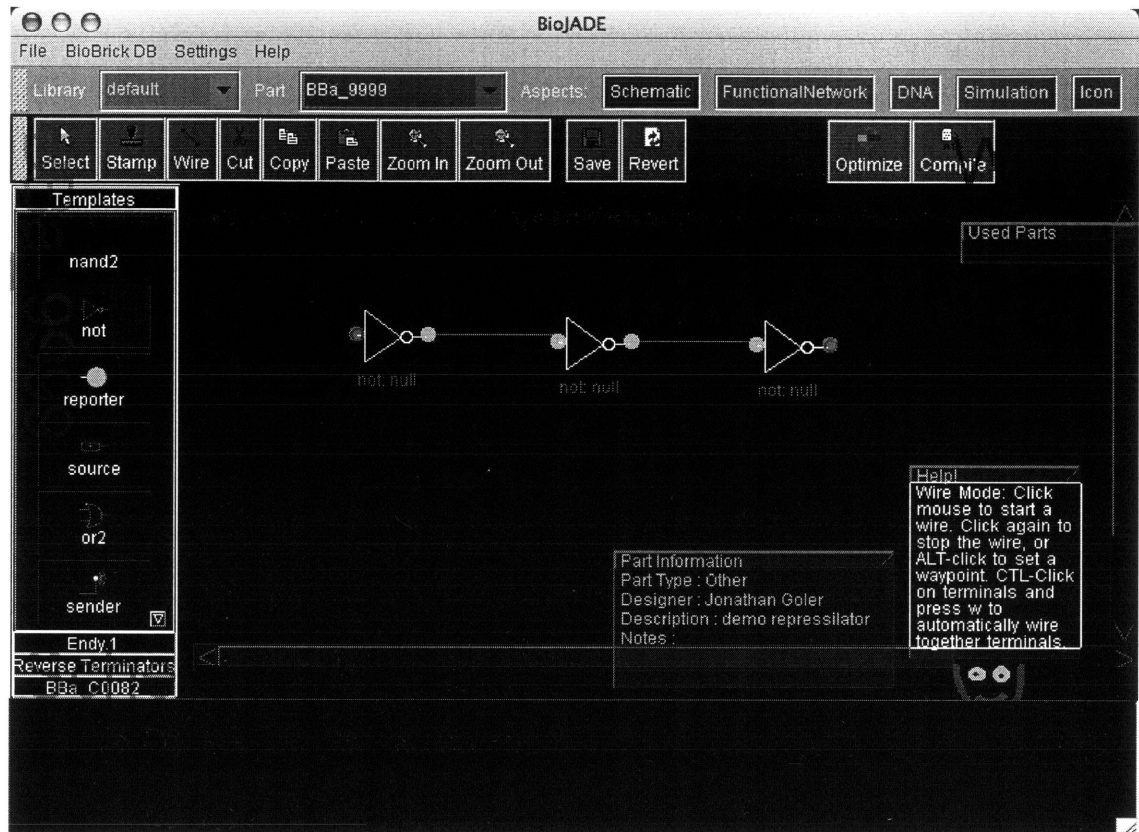 BioJADE
File BioBrick DB Settings Help
Library default Part BBa_9999 Aspects: Schematic FunctionalNetwork DNA Simulation Icon
Select Stamp Wire Cut Copy Paste Zoom In Zoom Out Save Revert Optimize Compile
Templates
Used Parts
nand2
not
reporter
source
or2
sender
not: null
not: null
not: null
Help!
Wire Mode: Click
mouse to start a
wire. Click again to
stop the wire, or
ALT-click to set a
waypoint. CTL-Click
on terminals and
press w to
automatically wire
together terminals.
Part Information
Part Type : Other
Designer : Jonathan Goler
Description : demo repressilator
Notes :
Endy.1
Reverse Terminators
BBa_C0082